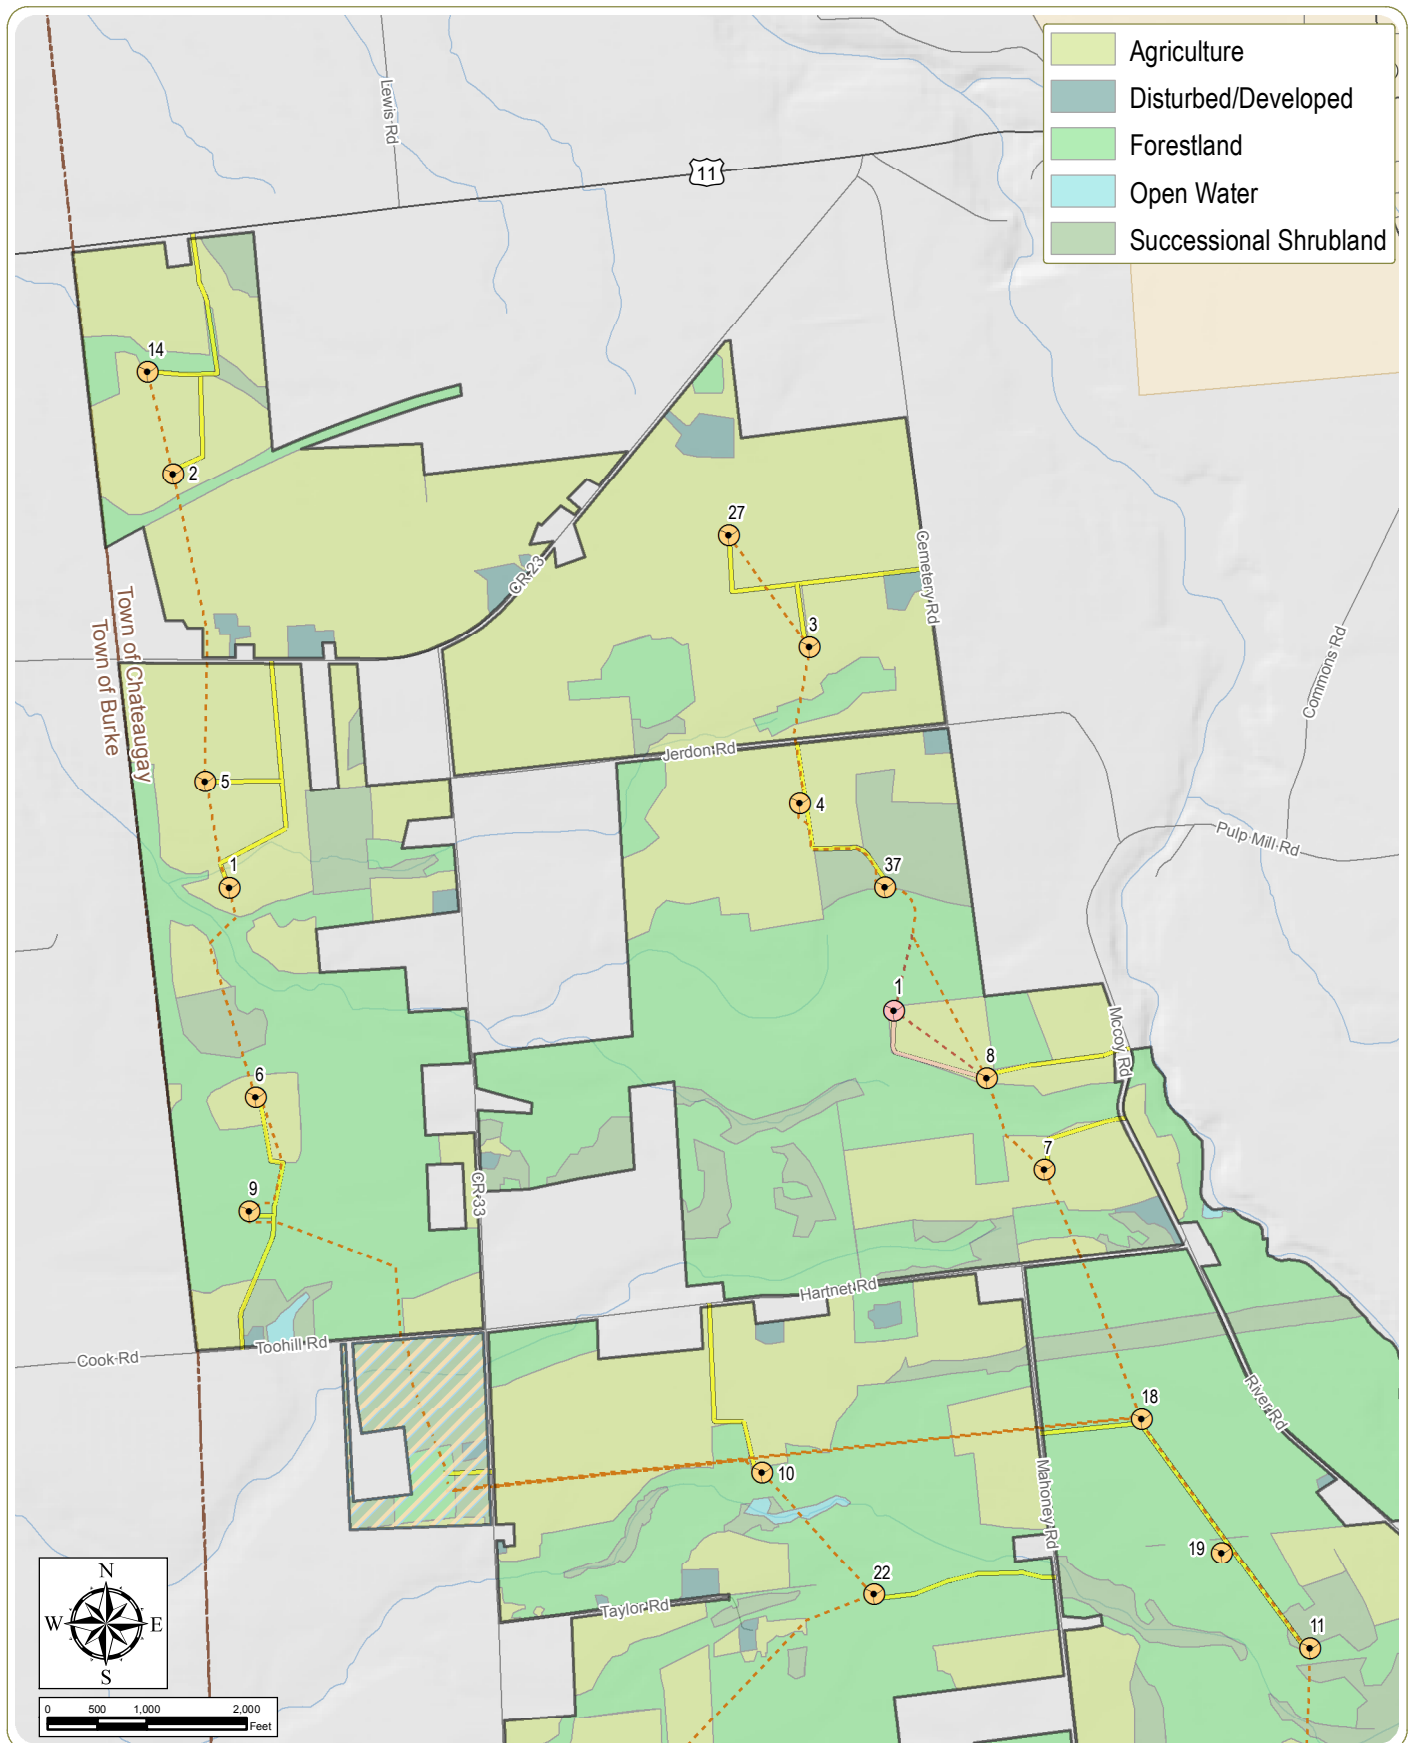 Agriculture
Disturbed/Developed
Forestland
Open Water
Successional Shrubland
Lewis Rd
11
14
2
27
CR 23
Cemetery Rd
3
Town of Chateaugay
Town of Burke
Commons Rd
Jerdon Rd
5
4
Pulp Mill Rd
1
37
1
Mccoy Rd
8
6
7
9
CR 33
Hartnet Rd
Toohill Rd
Cook Rd
River Rd
18
10
Mahoney Rd
19
22
Taylor Rd
11
N
W E
S
0 500 1,000 2,000
Feet